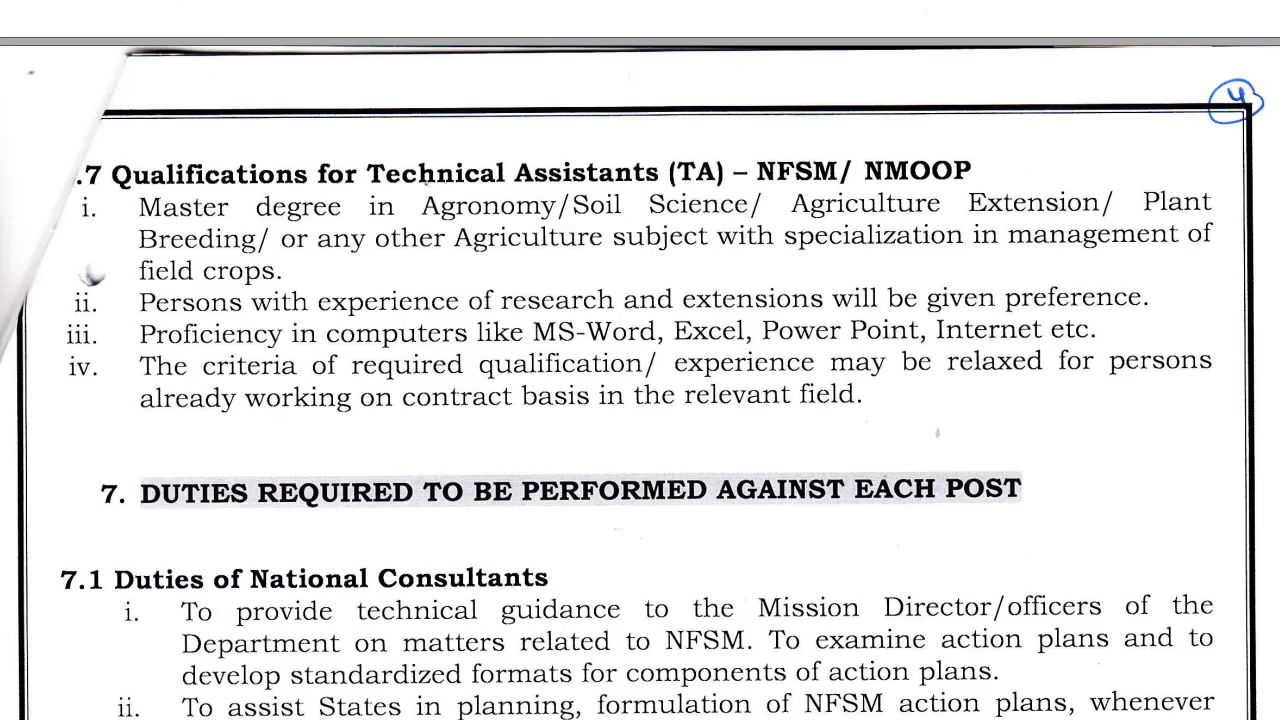 4
.7 Qualifications for Technical Assistants (TA) – NFSM/ NMOOP
i. Master degree in Agronomy/Soil Science/ Agriculture Extension/ Plant
Breeding/ or any other Agriculture subject with specialization in management of
field crops.
ii. Persons with experience of research and extensions will be given preference.
iii. Proficiency in computers like MS-Word, Excel, Power Point, Internet etc.
iv. The criteria of required qualification/ experience may be relaxed for persons
already working on contract basis in the relevant field.
7. DUTIES REQUIRED TO BE PERFORMED AGAINST EACH POST
7.1 Duties of National Consultants
i. To provide technical guidance to the Mission Director/officers of the
Department on matters related to NFSM. To examine action plans and to
develop standardized formats for components of action plans.
ii. To assist States in planning, formulation of NFSM action plans, whenever